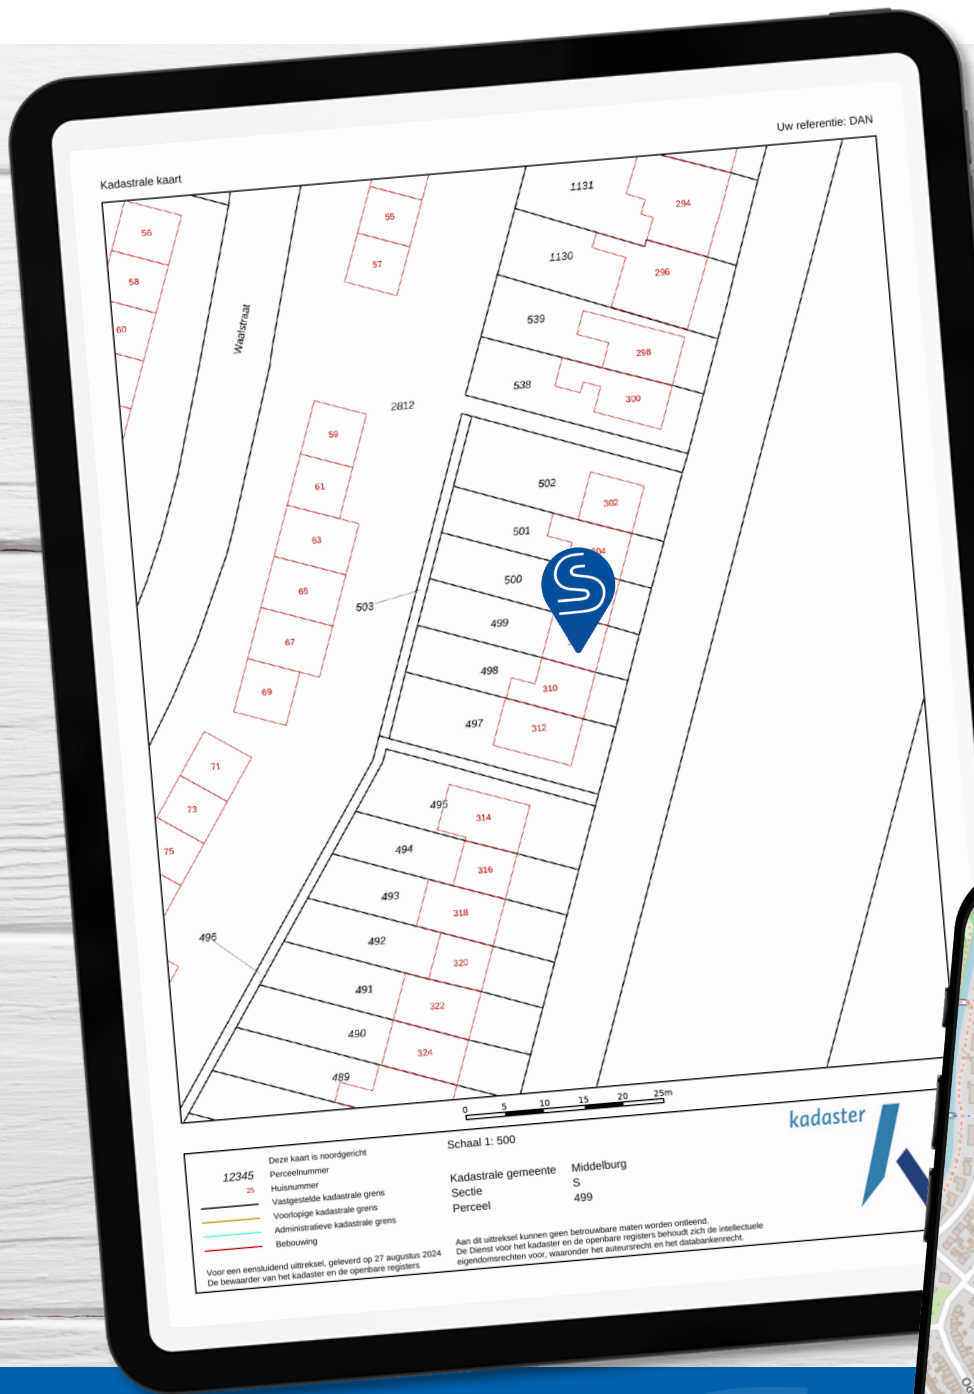 Uw referentie: DAN
Kadastrale kaart
1131
294
56
55
1130
296
57
58
Waalstraat
539
60
298
538
300
2812
59
502
302
61
501
304
63
500
65
503
499
67
498
310
69
497
312
71
495
314
73
494
316
75
493
318
496
492
320
491
322
490
324
489
0 5 10 15 20 25m
Schaal 1: 500
kadaster
Deze kaart is noordgericht
12345 Perceelnummer
25 Huisnummer
Vastgestelde kadastrale grens
Voorlopige kadastrale grens
Administratieve kadastrale grens
Bebouwing
Kadastrale gemeente Middelburg
Sectie S
Perceel 499
Voor een eensluidend uittreksel, geleverd op 27 augustus 2024
De bewaarder van het kadaster en de openbare registers
Aan dit uittreksel kunnen geen betrouwbare maten worden ontleend.
De Dienst voor het kadaster en de openbare registers behoudt zich de intellectuele
eigendomsrechten voor, waaronder het auteursrecht en het databankenrecht.